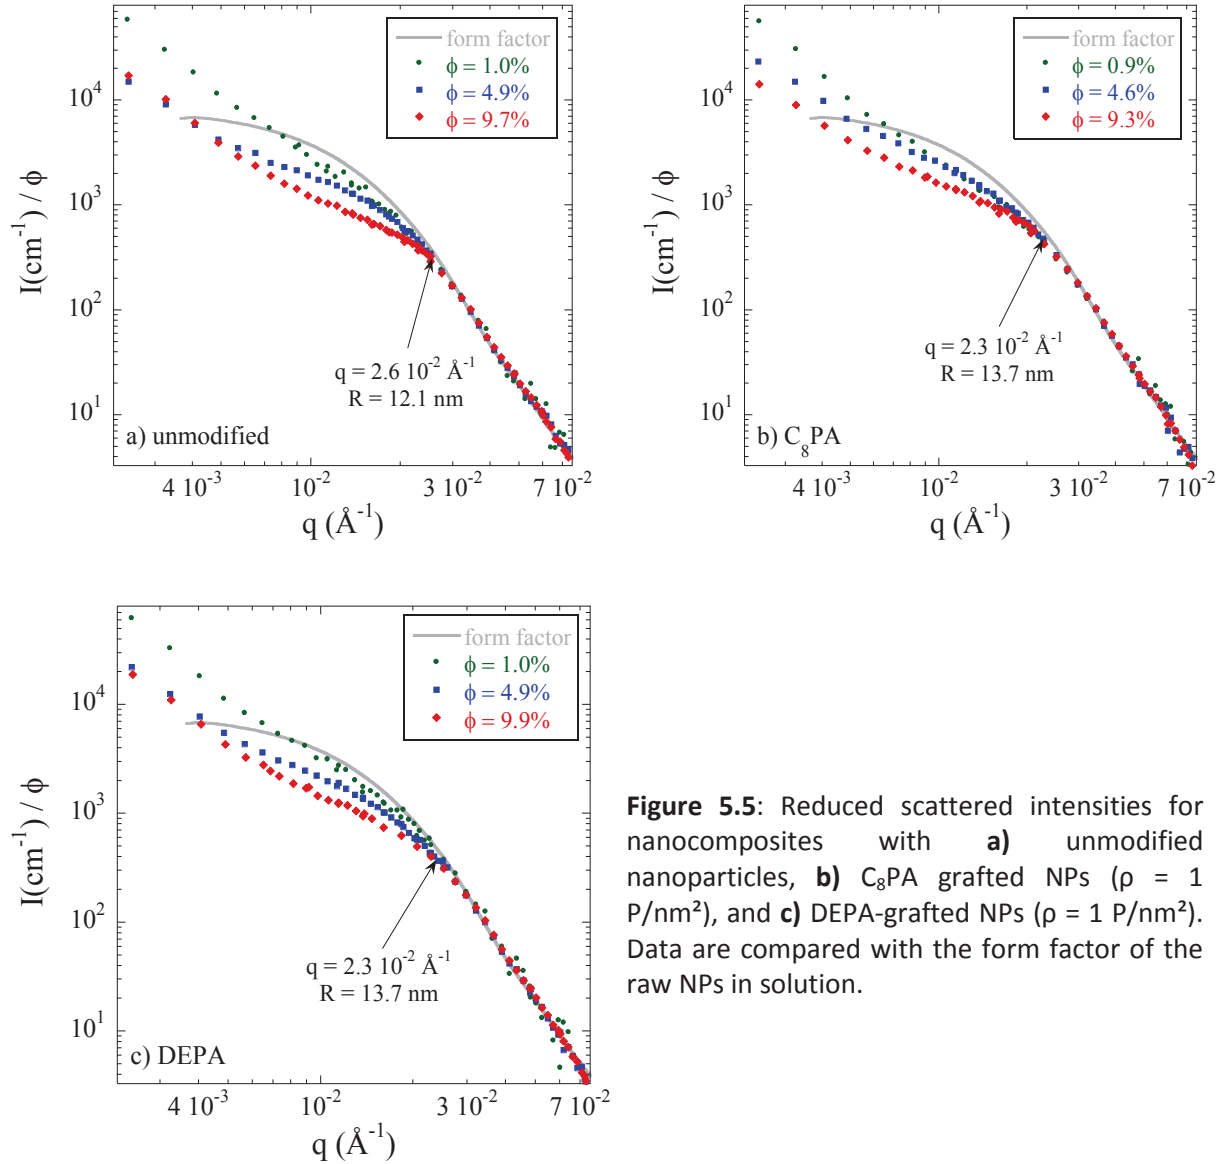 form factor
ϕ = 1.0%
ϕ = 4.9%
ϕ = 9.7%
10⁴
10³
10²
10¹
I(cm⁻¹) / ϕ
q = 2.6 10⁻² Å⁻¹
R = 12.1 nm
a) unmodified
4 10⁻³ 10⁻² 3 10⁻² 7 10⁻²
q (Å⁻¹)
form factor
ϕ = 0.9%
ϕ = 4.6%
ϕ = 9.3%
10⁴
10³
10²
10¹
I(cm⁻¹) / ϕ
q = 2.3 10⁻² Å⁻¹
R = 13.7 nm
b) C₈PA
4 10⁻³ 10⁻² 3 10⁻² 7 10⁻²
q (Å⁻¹)
form factor
ϕ = 1.0%
ϕ = 4.9%
ϕ = 9.9%
10⁴
10³
10²
10¹
I(cm⁻¹) / ϕ
q = 2.3 10⁻² Å⁻¹
R = 13.7 nm
c) DEPA
4 10⁻³ 10⁻² 3 10⁻² 7 10⁻²
q (Å⁻¹)
Figure 5.5: Reduced scattered intensities for
nanocomposites with a) unmodified
nanoparticles, b) C₈PA grafted NPs (ρ = 1
P/nm²), and c) DEPA-grafted NPs (ρ = 1 P/nm²).
Data are compared with the form factor of the
raw NPs in solution.